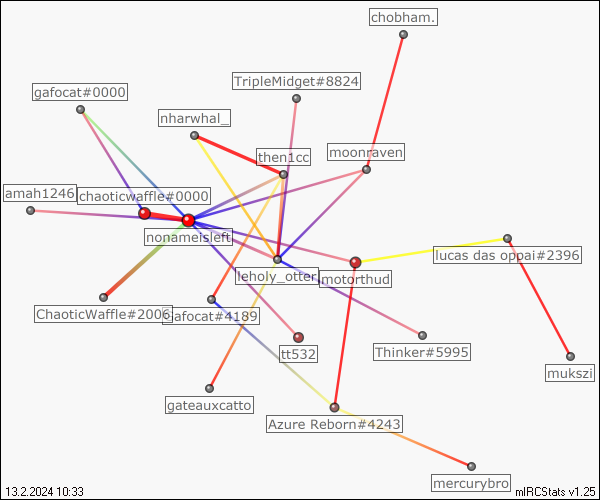 chobham.
TripleMidget#8824
gafocat#0000
nharwhal_
moonraven
then1cc
amah1246
chaoticwaffle#0000
nonameisleft
lucas das oppai#2396
leholy_otter
motorthud
ChaoticWaffle#2006
Gafocat#4189
tt532
Thinker#5995
mukszi
gateauxcatto
Azure Reborn#4243
mercurybro
13.2.2024 10:33
mIRCStats v1.25